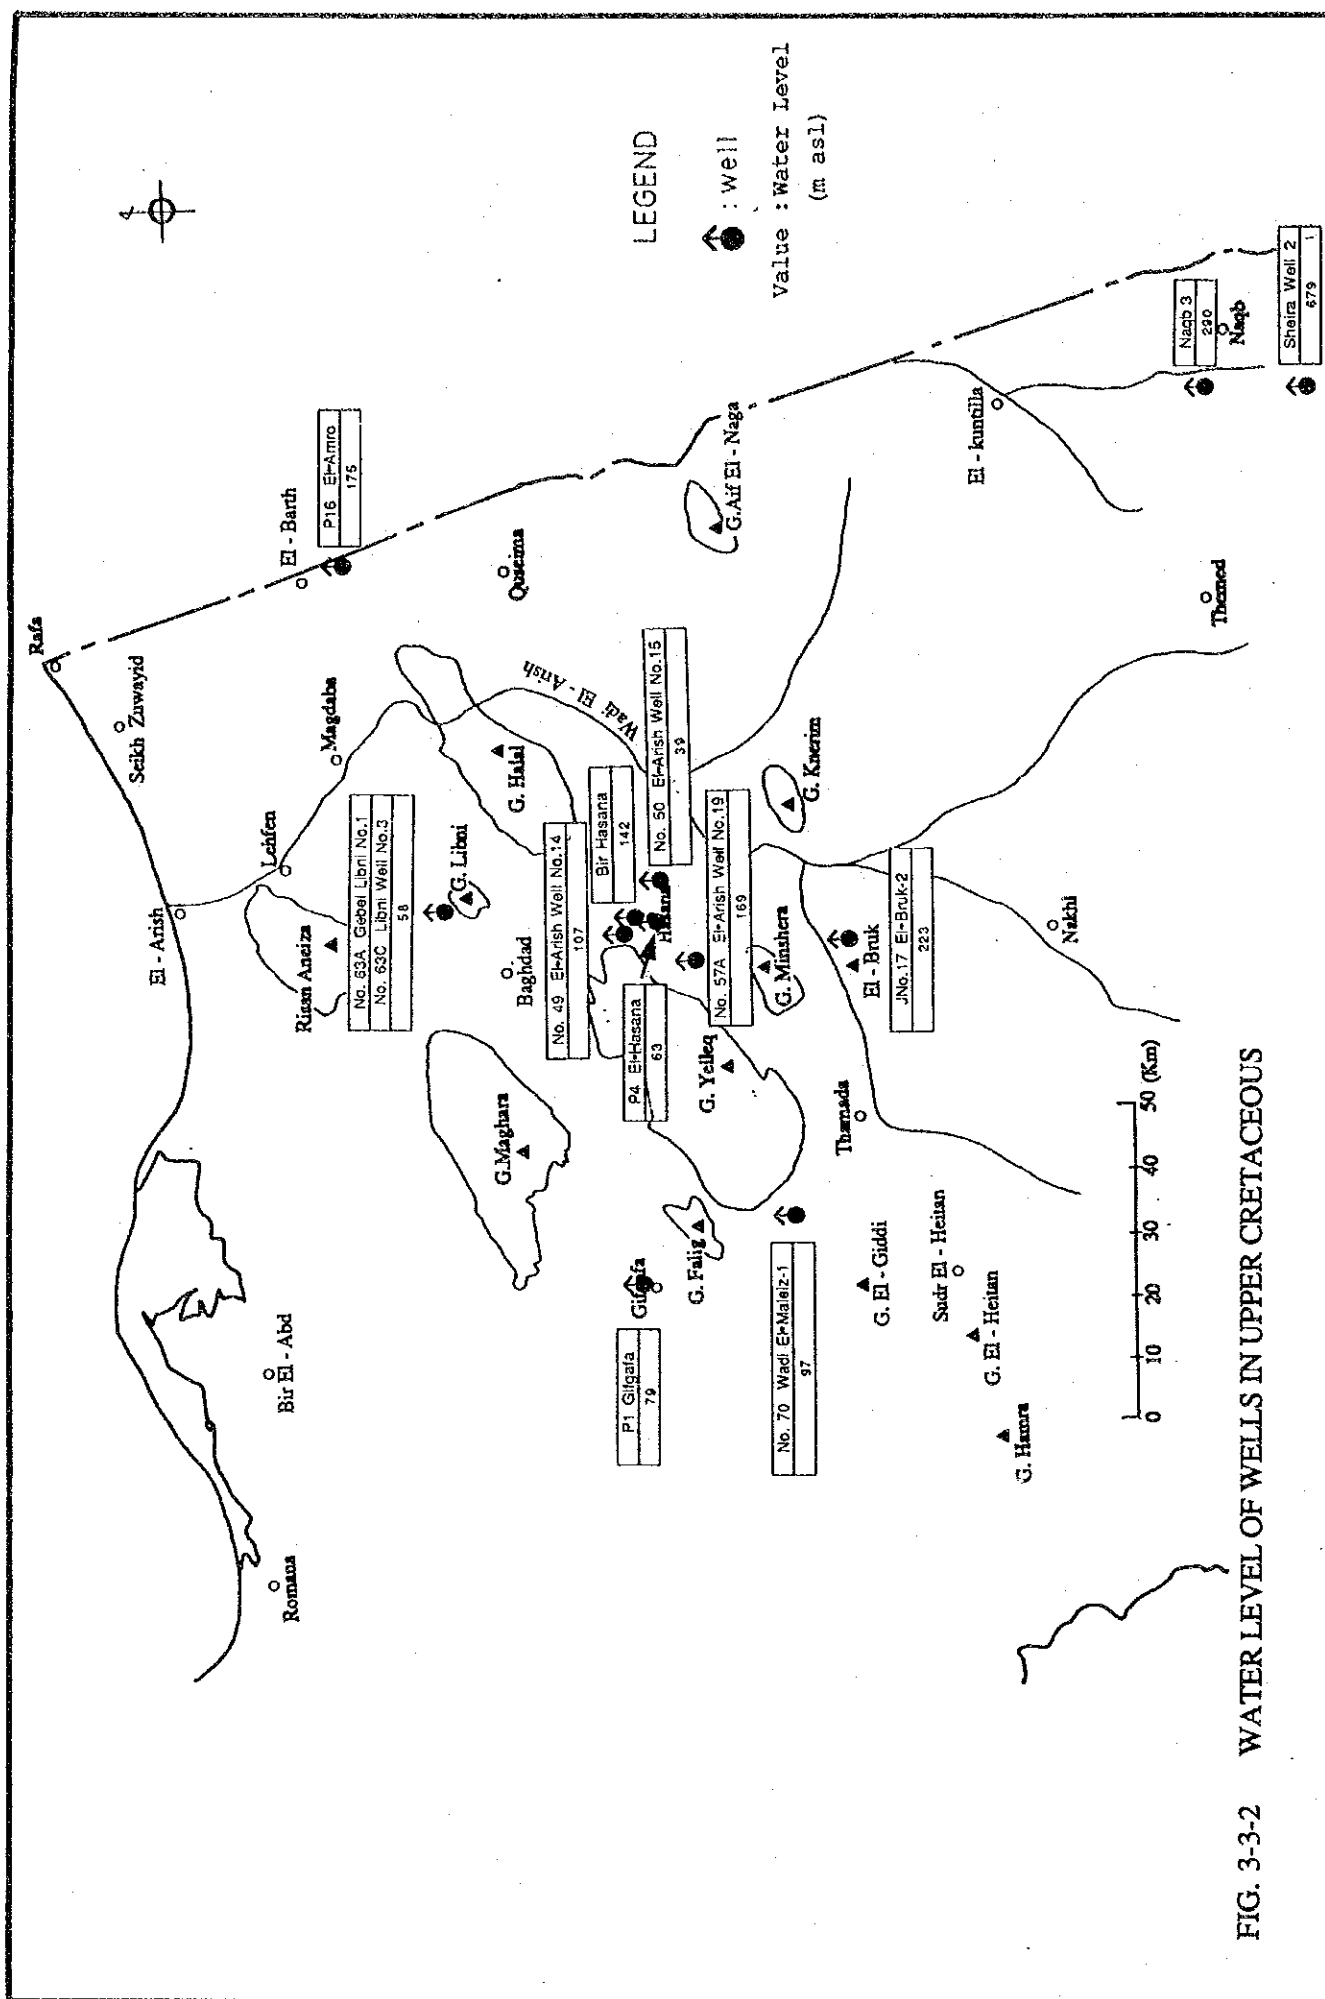 Rafa
Seikh Zuwayid
El - Arish
El - Barth
P16 El-Amro
175
Lehfen
Magdaba
Risan Aneiza
No. 63A Gebel Libni No.1
No. 63C Libni Well No.3
58
Bir El - Abd
Romana
G. Libni
G. Halal
Quseima
Wadi El - Arish
Baghdad
G.Maghara
No. 49 El-Arish Well No.14
107
Bir Hasana
142
No. 50 El-Arish Well No.15
39
Hasana
P4 El-Hasana
63
P1 Gifgafa
79
Gifgafa
G. Falig
G. Yelleq
No. 57A El-Arish Well No.19
169
G. Minshera
G. Kherim
G.Aif El - Naga
No. 70 Wadi El-Maleiz-1
97
Thamada
El - Bruk
JNo.17 El-Bruk-2
223
G. El - Giddi
Sudr El - Heitan
G. El - Heitan
G. Hamra
Nakhl
El - kuntilla
Themed
Naqb 3
290
Naqb
Sheira Well 2
679
LEGEND
: well
Value : Water Level
(m asl)
0 10 20 30 40 50 (Km)
FIG. 3-3-2 WATER LEVEL OF WELLS IN UPPER CRETACEOUS